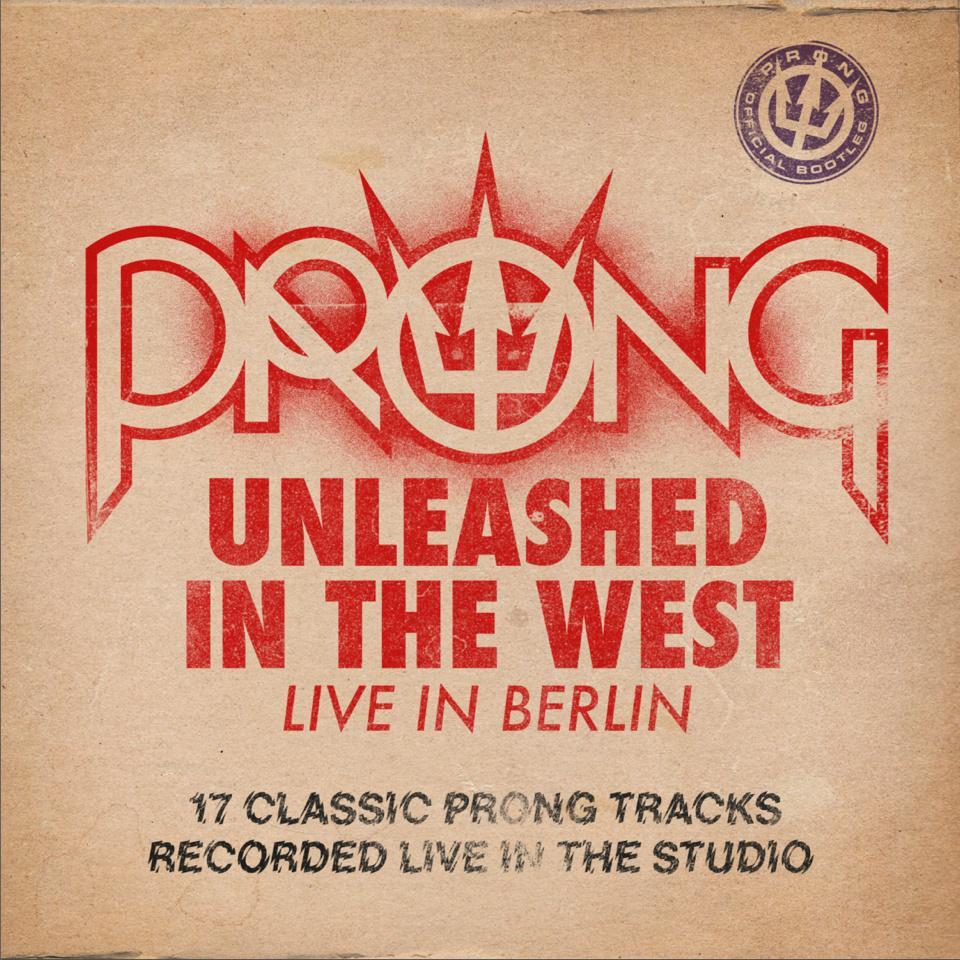 PRONG
OFFICIAL BOOTLEG
PRONG
UNLEASHED
IN THE WEST
LIVE IN BERLIN
17 CLASSIC PRONG TRACKS
RECORDED LIVE IN THE STUDIO